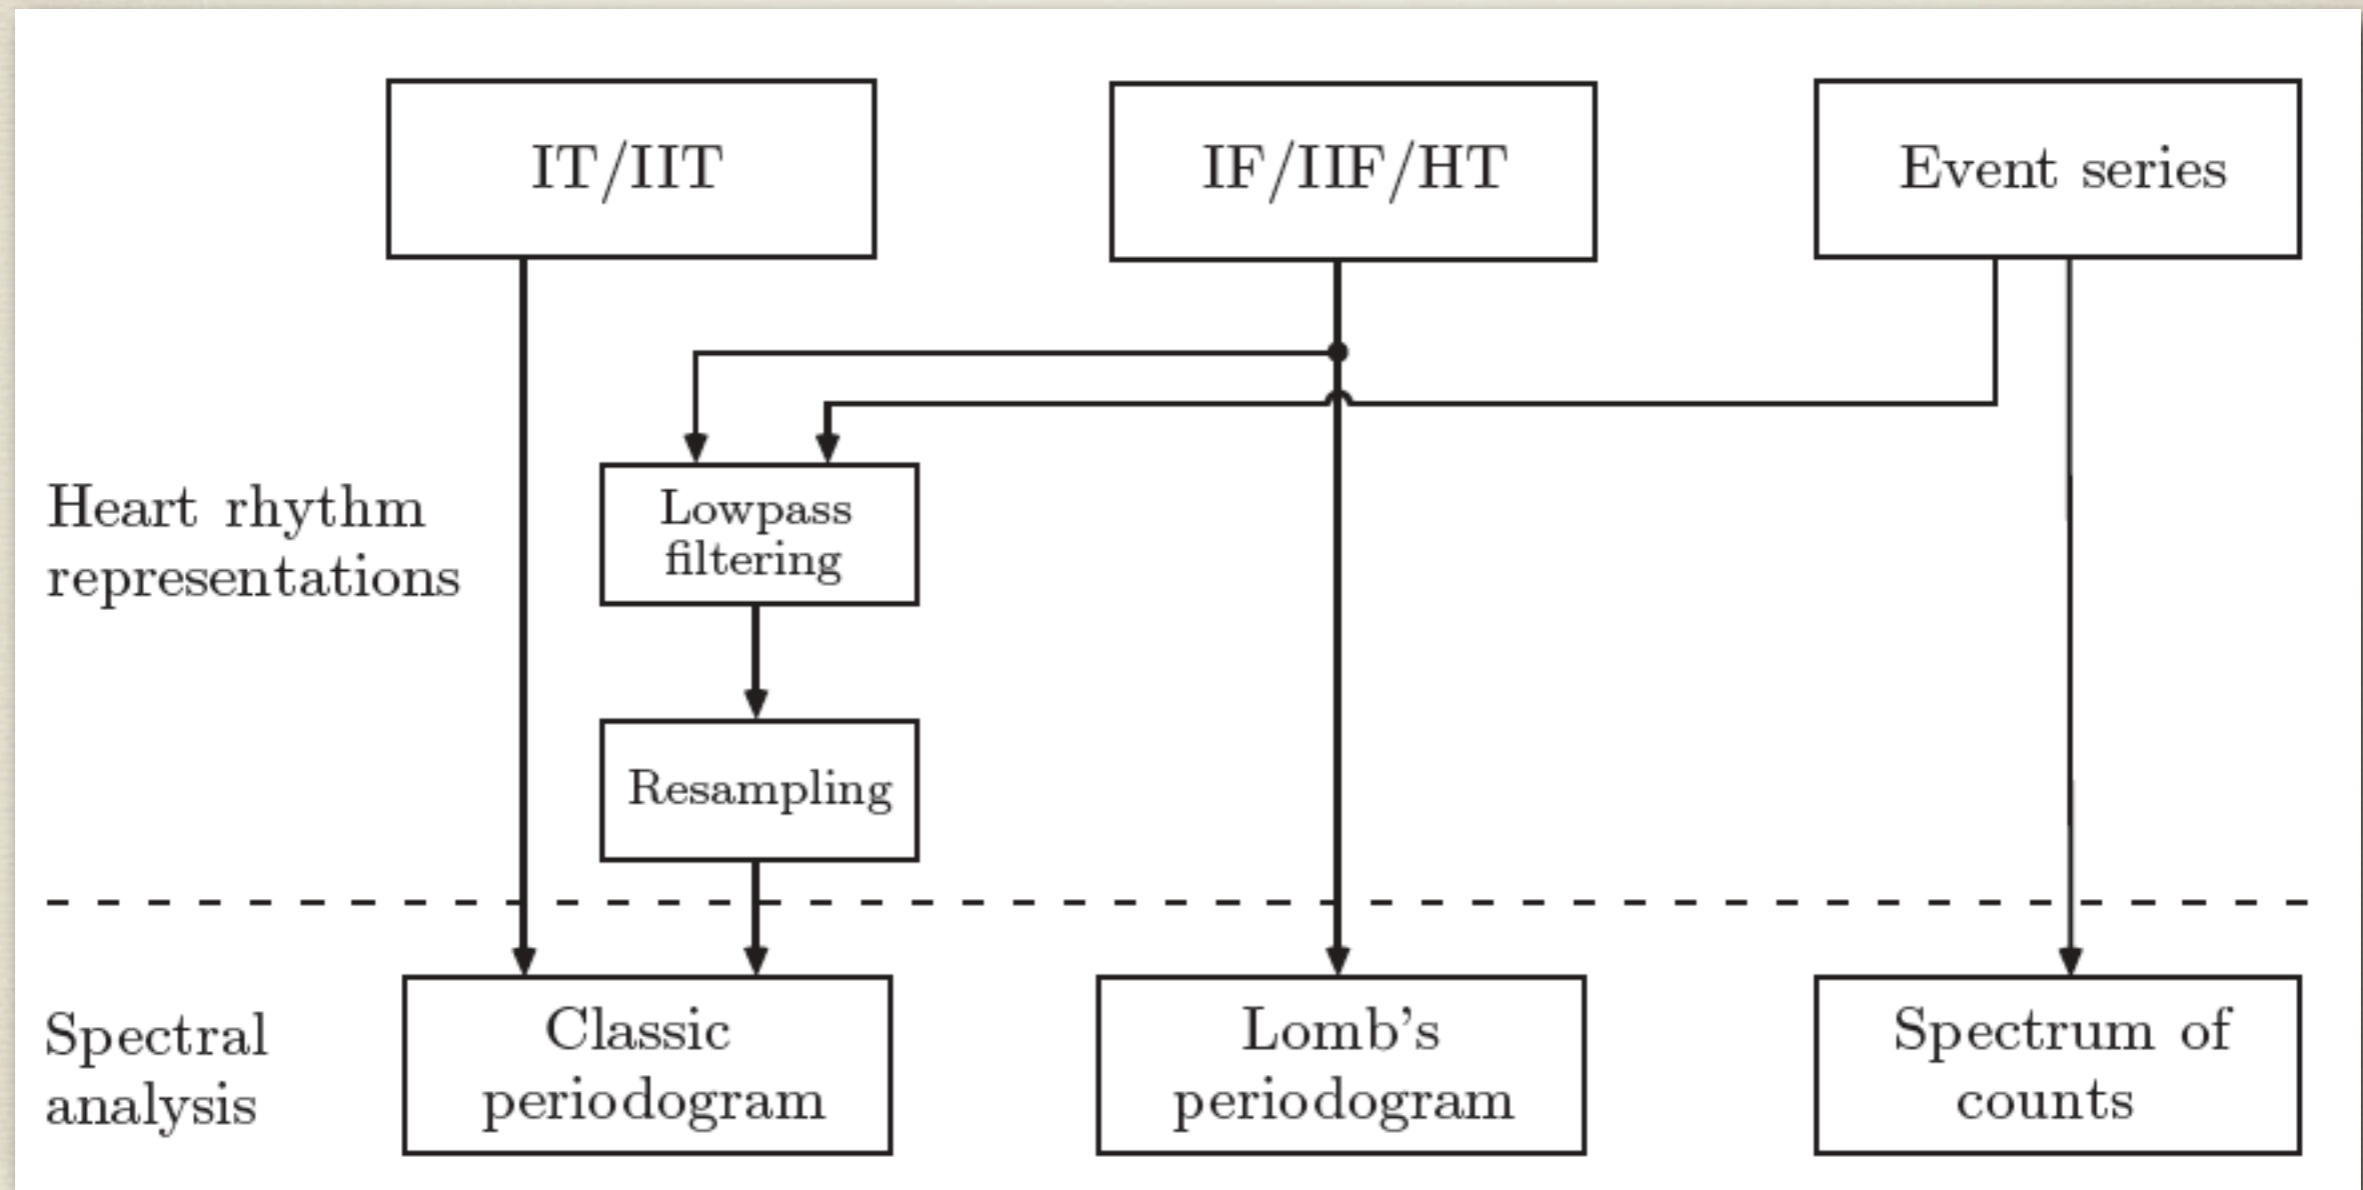 IT/IIT
IF/IIF/HT
Event series
Lowpass
filtering
Heart rhythm
representations
Resampling
Classic
periodogram
Lomb's
periodogram
Spectrum of
counts
Spectral
analysis